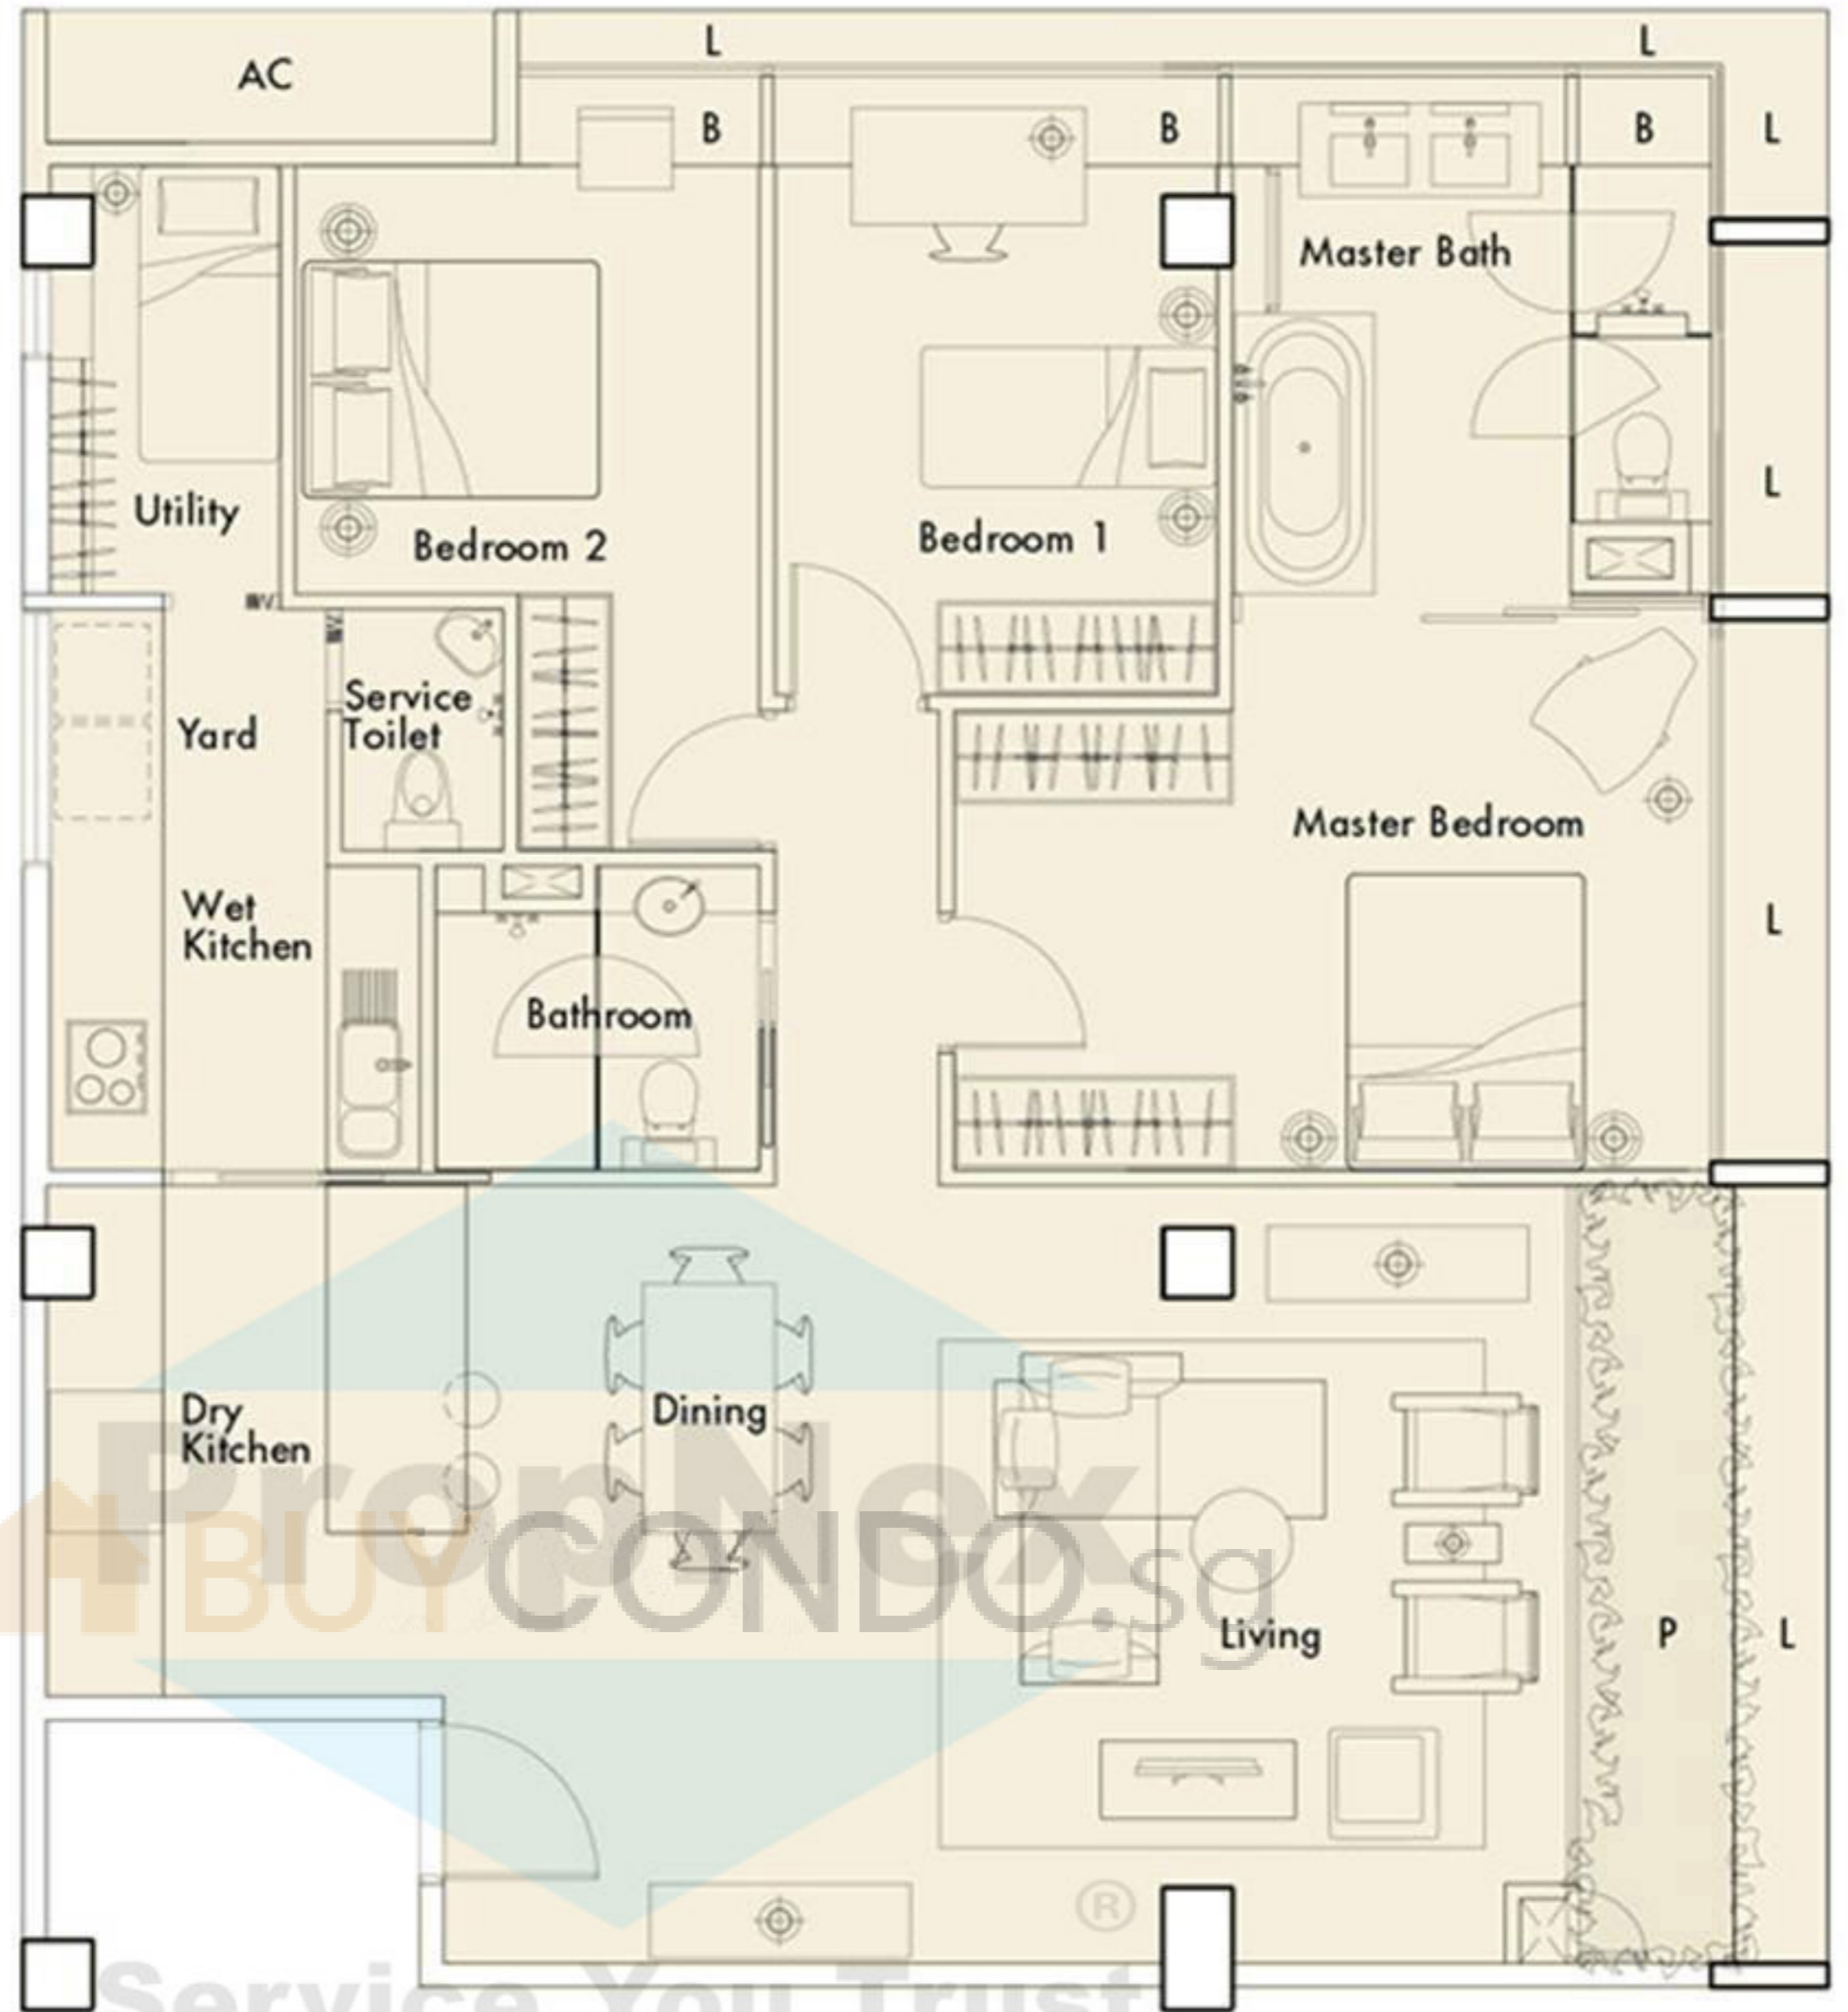 L
L
AC
B
B
B
L
Master Bath
L
Utility
Bedroom 2
Bedroom 1
Service
Toilet
Yard
Master Bedroom
Wet
Kitchen
L
Bathroom
Dry
Kitchen
Dining
PropNex
BUYCONDO.sg
Living
P
L
®
Service You Trust